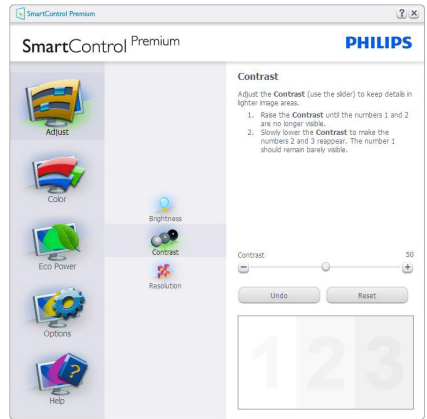 SmartControl Premium
? ×
SmartControl Premium
PHILIPS
Adjust
Color
Eco Power
Options
Help
Brightness
Contrast
Resolution
Contrast
Adjust the Contrast (use the slider) to keep details in
lighter image areas.
1. Raise the Contrast until the numbers 1 and 2
are no longer visible.
2. Slowly lower the Contrast to make the
numbers 2 and 3 reappear. The number 1
should remain barely visible.
Contrast 50
− +
Undo Reset
1 2 3